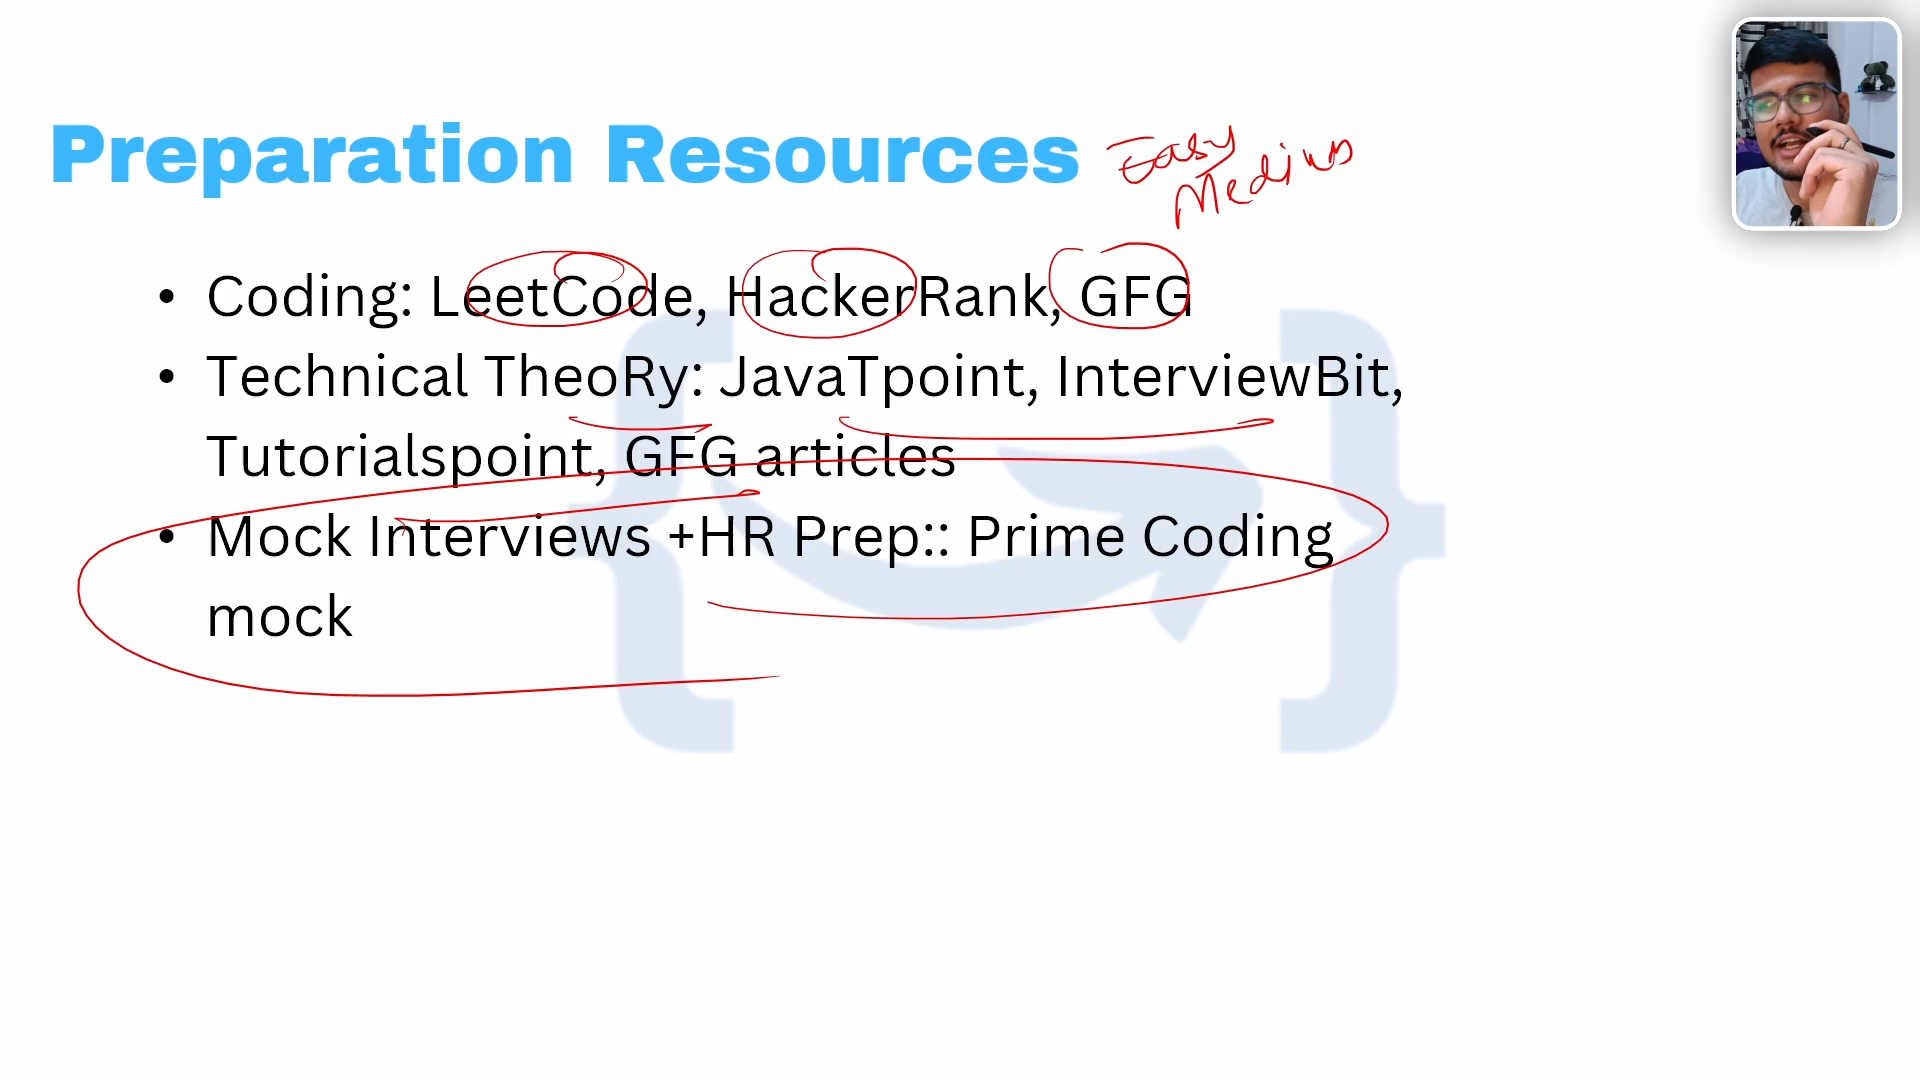 Preparation Resources
Easy
Medium
• Coding: LeetCode, HackerRank, GFG
• Technical TheoRy: JavaTpoint, InterviewBit,
Tutorialspoint, GFG articles
• Mock Interviews +HR Prep:: Prime Coding
mock